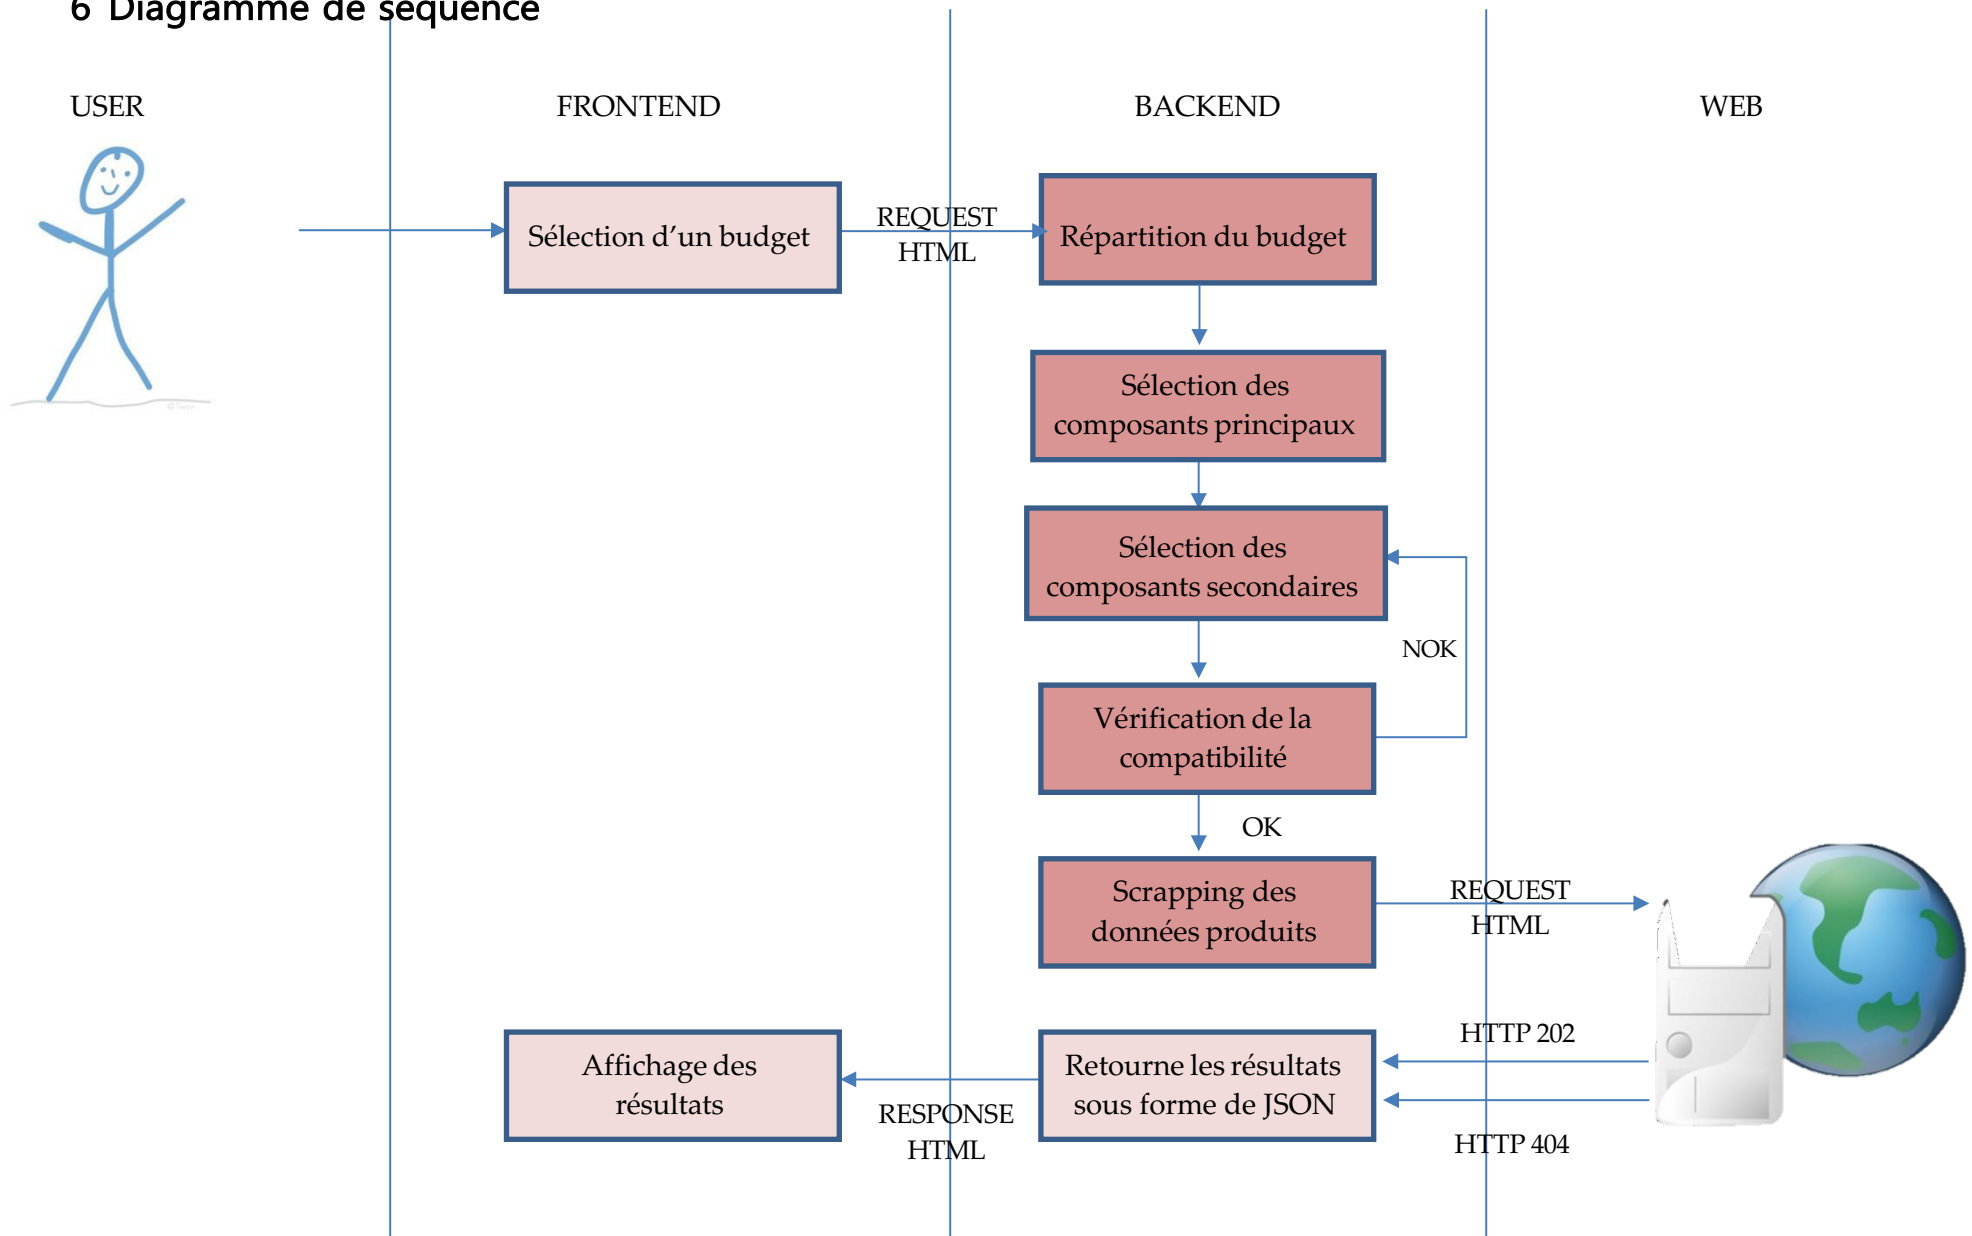 6 Diagramme de séquence
USER
FRONTEND
BACKEND
WEB
Sélection d'un budget
REQUEST
HTML
Répartition du budget
Sélection des
composants principaux
Sélection des
composants secondaires
NOK
Vérification de la
compatibilité
OK
Scrapping des
données produits
REQUEST
HTML
HTTP 202
Affichage des
résultats
RESPONSE
HTML
Retourne les résultats
sous forme de JSON
HTTP 404